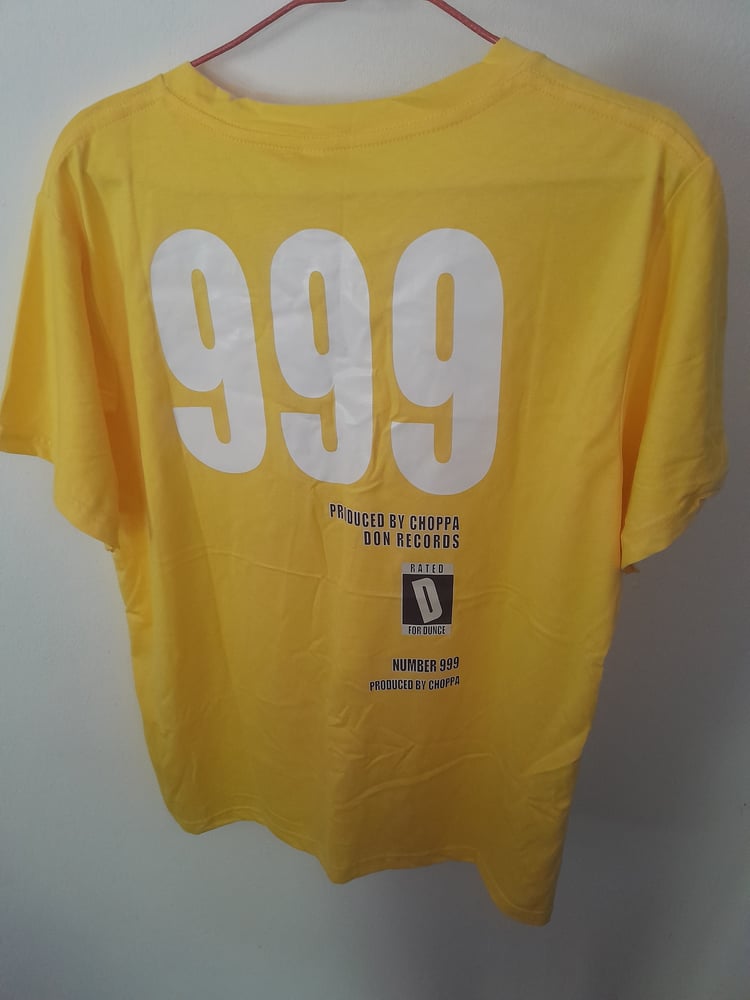 999
PRODUCED BY CHOPPA
DON RECORDS
RATED
D
FOR DUNCE
NUMBER 999
PRODUCED BY CHOPPA